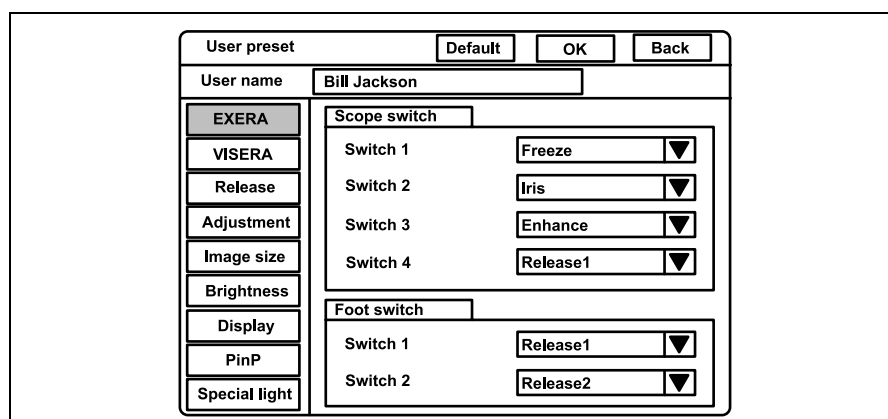 User preset Default OK Back
User name Bill Jackson
EXERA
VISERA
Release
Adjustment
Image size
Brightness
Display
PinP
Special light
Scope switch
Switch 1 Freeze
Switch 2 Iris
Switch 3 Enhance
Switch 4 Release1
Foot switch
Switch 1 Release1
Switch 2 Release2